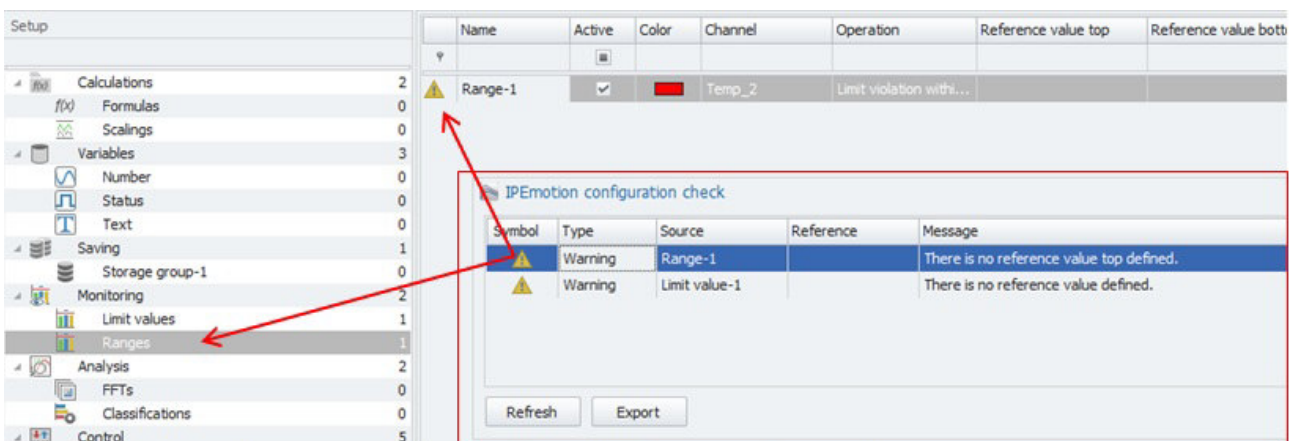 Setup
Calculations 2
f(x) Formulas 0
Scalings 0
Variables 3
Number 0
Status 0
T Text 0
Saving 1
Storage group-1 0
Monitoring 2
Limit values 1
Ranges 1
Analysis 2
FFTs 0
Classifications 0
Control 5
Name Active Color Channel Operation Reference value top Reference value bott
Range-1 Temp_2 Limit violation withi...
IPEmotion configuration check
Symbol Type Source Reference Message
Warning Range-1 There is no reference value top defined.
Warning Limit value-1 There is no reference value defined.
Refresh Export